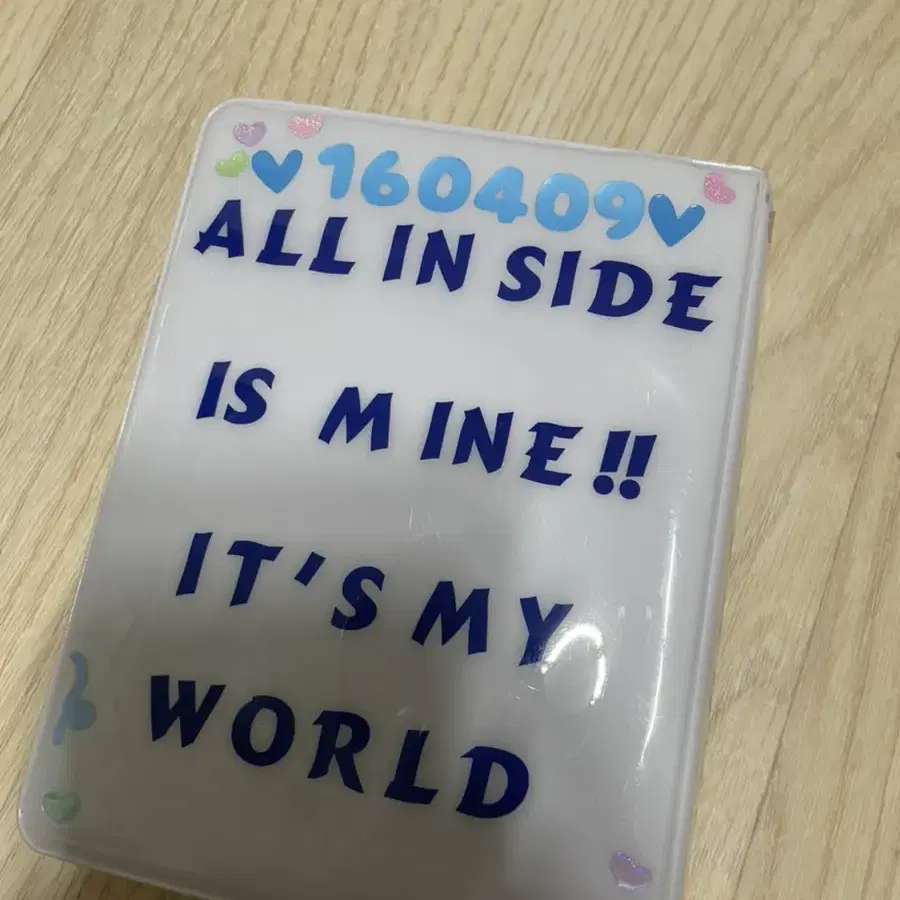 💙160409💙
ALL IN SIDE
IS MINE!!
IT'S MY
WORLD